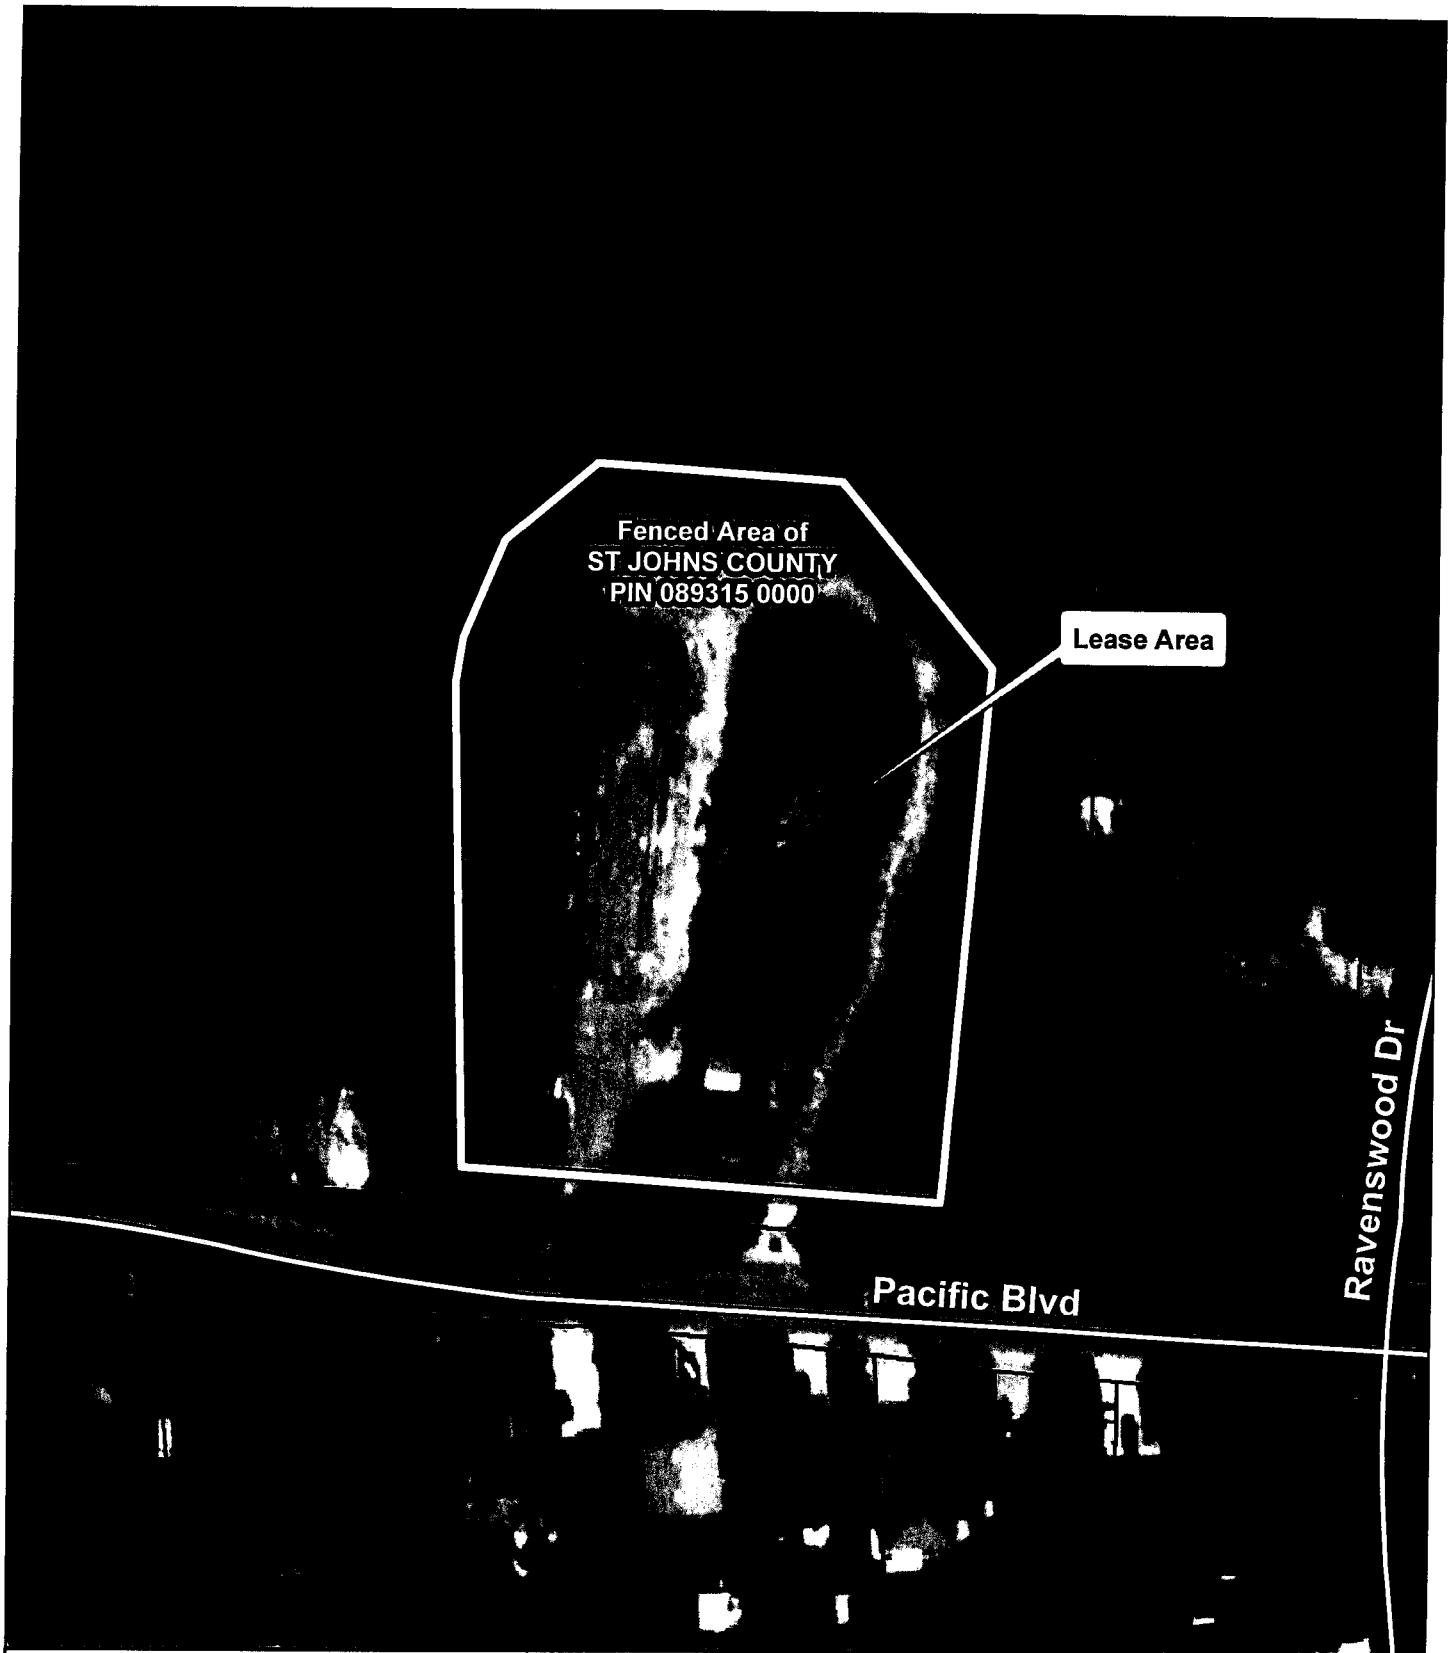 Fenced Area of
ST JOHNS COUNTY
PIN 089315 0000
Lease Area
Ravenswood Dr
Pacific Blvd